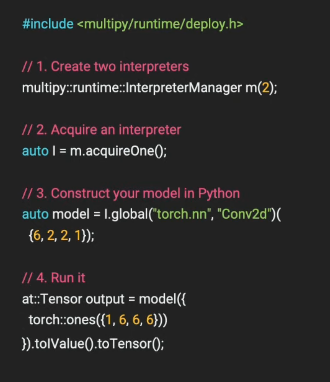 #include <multipy/runtime/deploy.h>
// 1. Create two interpreters
multipy::runtime::InterpreterManager m(2);
// 2. Acquire an interpreter
auto I = m.acquireOne();
// 3. Construct your model in Python
auto model = I.global("torch.nn", "Conv2d")(
{6, 2, 2, 1});
// 4. Run it
at::Tensor output = model({
torch::ones({1, 6, 6, 6}))
}).toIValue().toTensor();